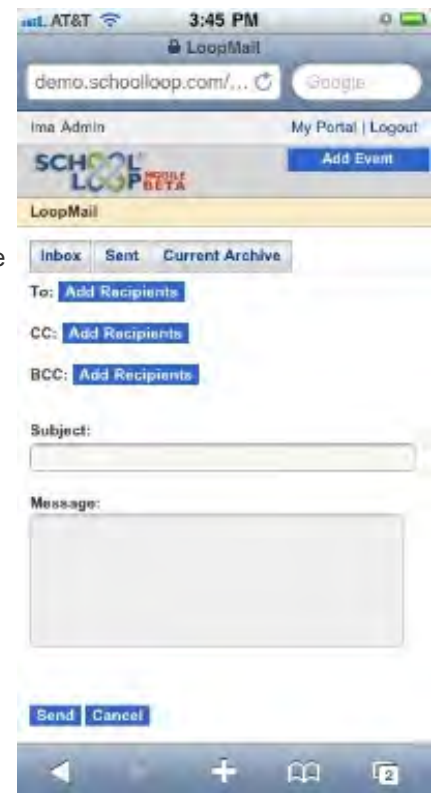 AT&T 3:45 PM
LoopMail
demo.schoolloop.com/... Google
Ima Admin My Portal | Logout
SCHOOL LOOP MOBILE BETA Add Event
LoopMail
e
Inbox Sent Current Archive
To: Add Recipients
CC: Add Recipients
BCC: Add Recipients
Subject:
Message:
Send Cancel
2